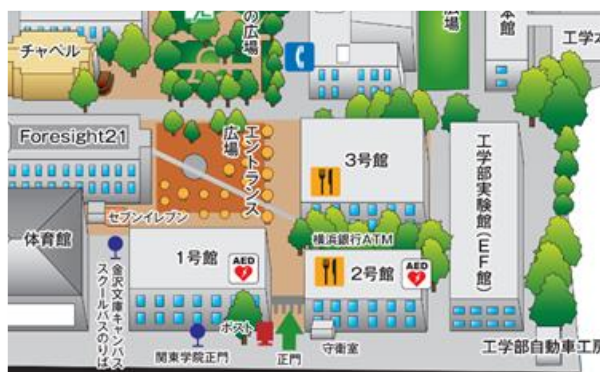 の広場
広場
本館
工学本
チャペル
Foresight21
エントランス
広場
3号館
工学部実験館(EF館)
セブンイレブン
体育館
横浜銀行ATM
1号館
AED
2号館
AED
金沢文庫キャンパス
スクールバスのりば
ポスト
関東学院正門
正門
守衛室
工学部自動車工房